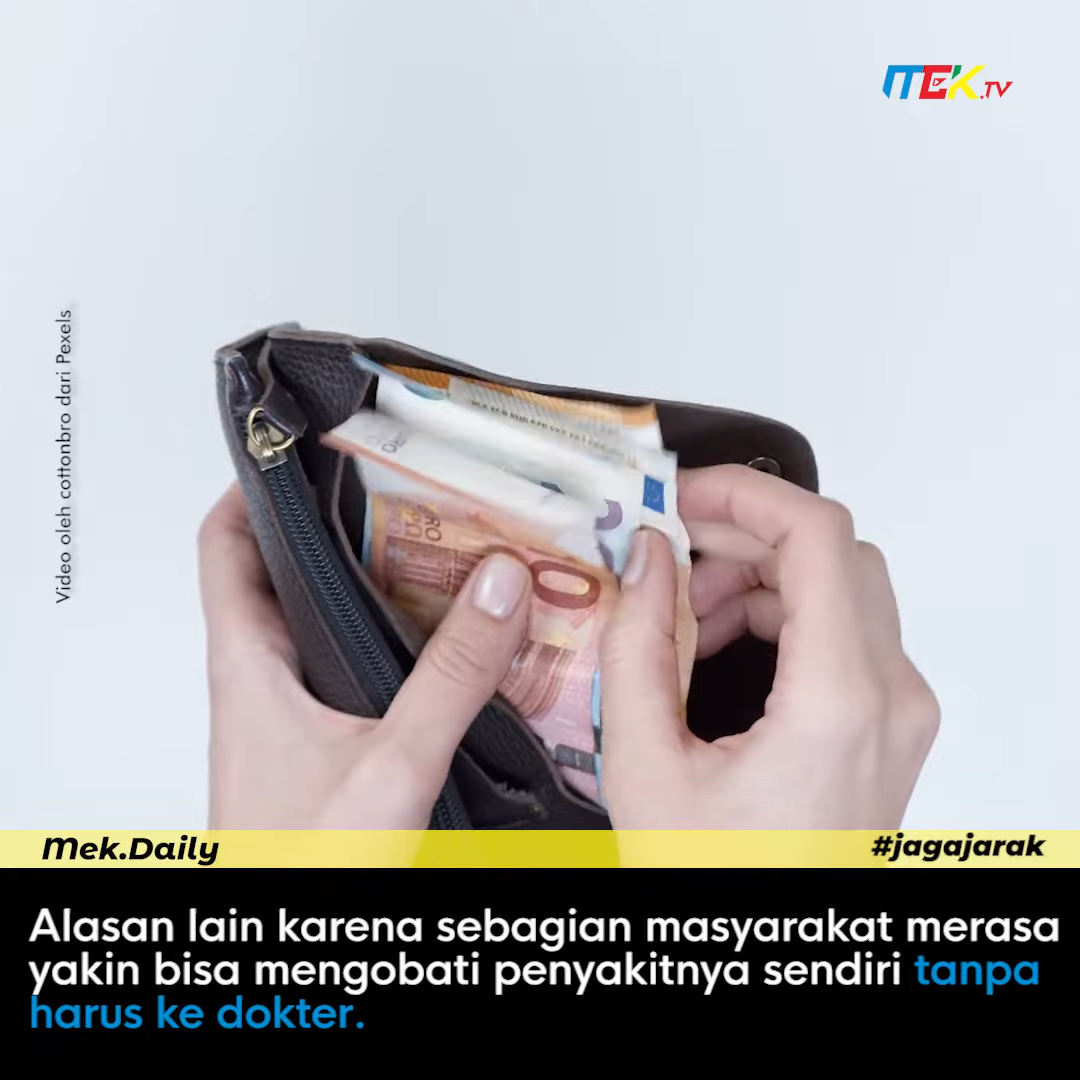 MEK.TV
Video oleh cottonbro dari Pexels
Mek.Daily
#jagajarak
Alasan lain karena sebagian masyarakat merasa
yakin bisa mengobati penyakitnya sendiri tanpa
harus ke dokter.